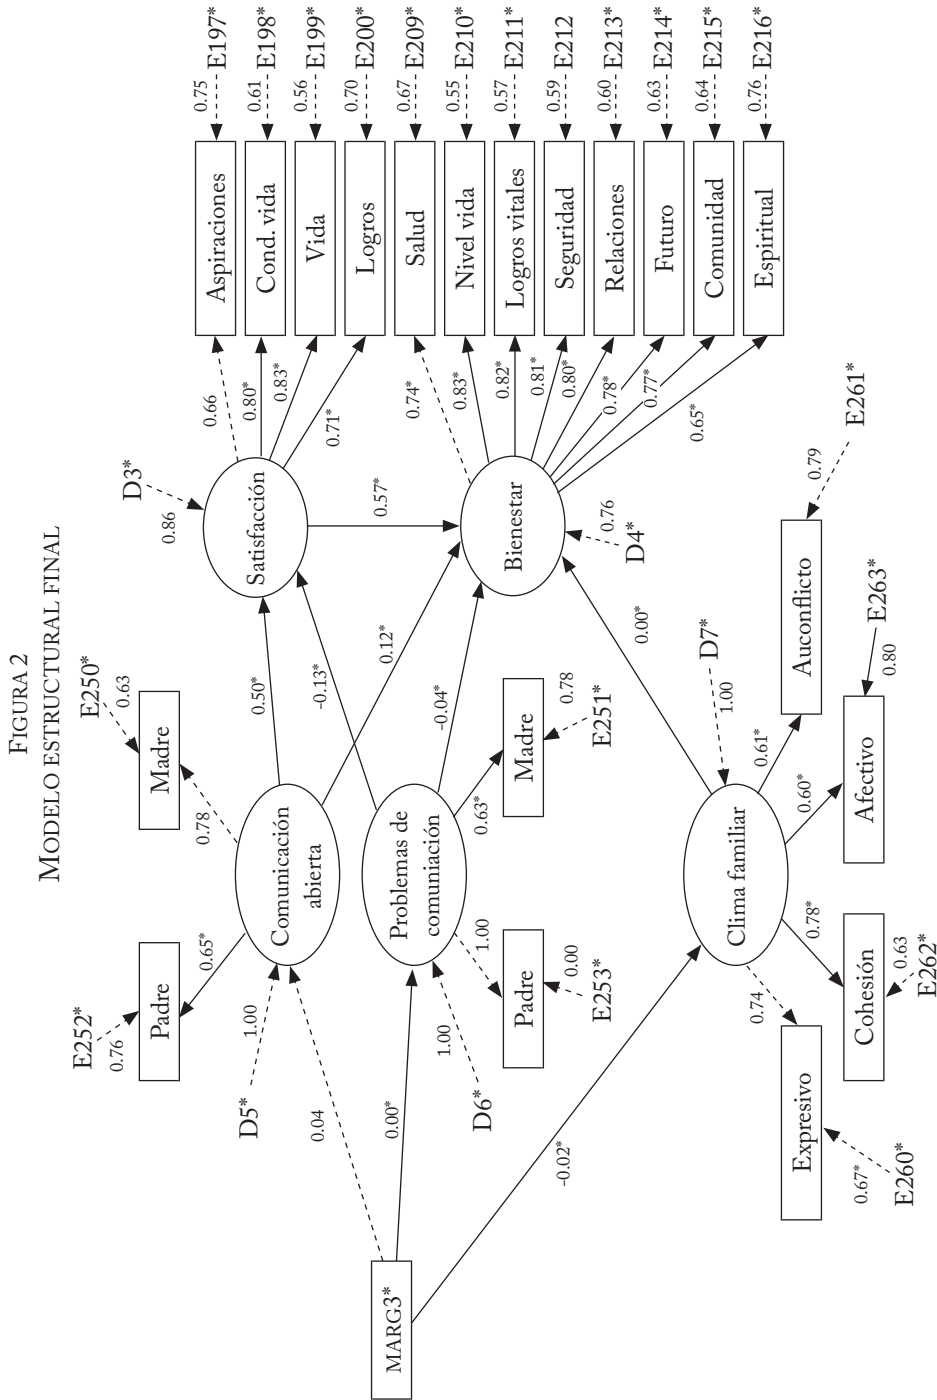 FIGURA 2
MODELO ESTRUCTURAL FINAL
E252*
0.76
Padre
0.65*
E250*
0.63
Madre
0.78
D5*
1.00
Comunicación
abierta
0.50*
-0.13*
0.12*
-0.04*
D3*
0.86
Satisfacción
0.57*
0.66
0.80*
0.83*
0.71*
Aspiraciones
0.75
E197*
Cond. vida
0.61
E198*
Vida
0.56
E199*
Logros
0.70
E200*
MARG3*
0.04
0.00*
-0.02*
D6*
1.00
Problemas de
comuniación
1.00
Padre
0.00
E253*
0.63*
Madre
0.78
E251*
Bienestar
0.76
D4*
0.00*
0.74*
0.83*
0.82*
0.81*
0.80*
0.78*
0.77*
0.65*
Salud
0.67
E209*
Nivel vida
0.55
E210*
Logros vitales
0.57
E211*
Seguridad
0.59
E212
Relaciones
0.60
E213*
Futuro
0.63
E214*
Comunidad
0.64
E215*
Espiritual
0.76
E216*
D7*
1.00
Clima familiar
0.74
0.78*
0.60*
0.61*
Expresivo
0.67*
E260*
Cohesión
0.63
E262*
Afectivo
0.80
E263*
Auconflicto
0.79
E261*